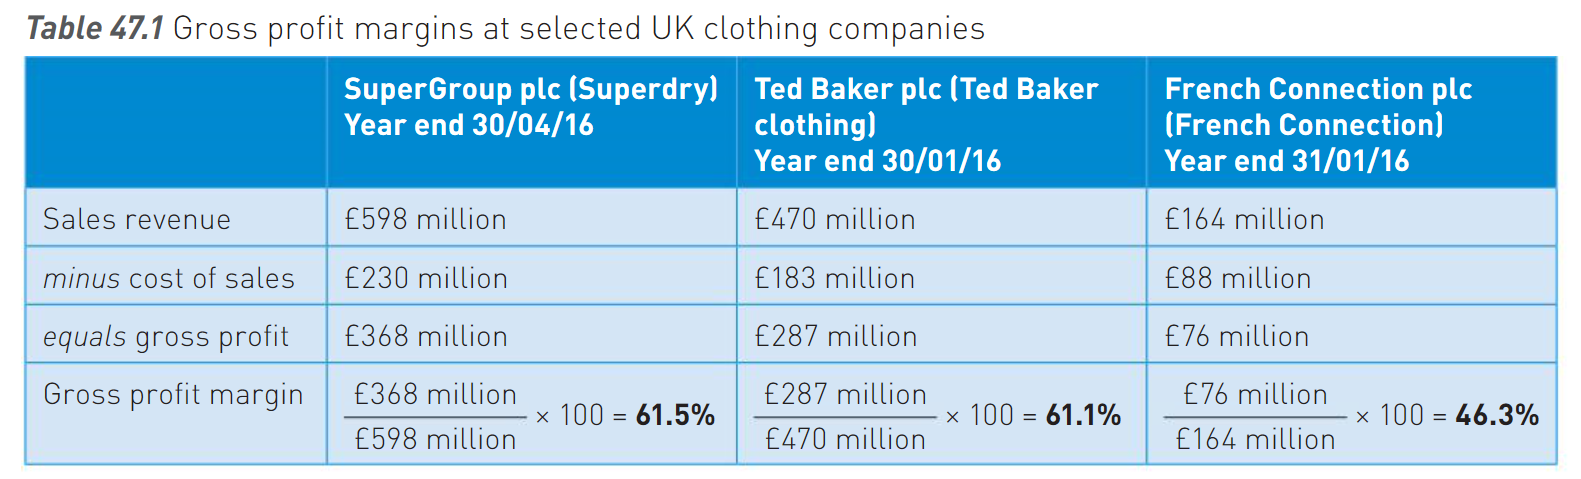 Table 47.1 Gross profit margins at selected UK clothing companies
SuperGroup plc (Superdry)
Year end 30/04/16
Ted Baker plc (Ted Baker
clothing)
Year end 30/01/16
French Connection plc
(French Connection)
Year end 31/01/16
Sales revenue £598 million £470 million £164 million
minus cost of sales £230 million £183 million £88 million
equals gross profit £368 million £287 million £76 million
Gross profit margin
£368 million
£598 million
× 100 = 61.5%
£287 million
£470 million
× 100 = 61.1%
£76 million
£164 million
× 100 = 46.3%